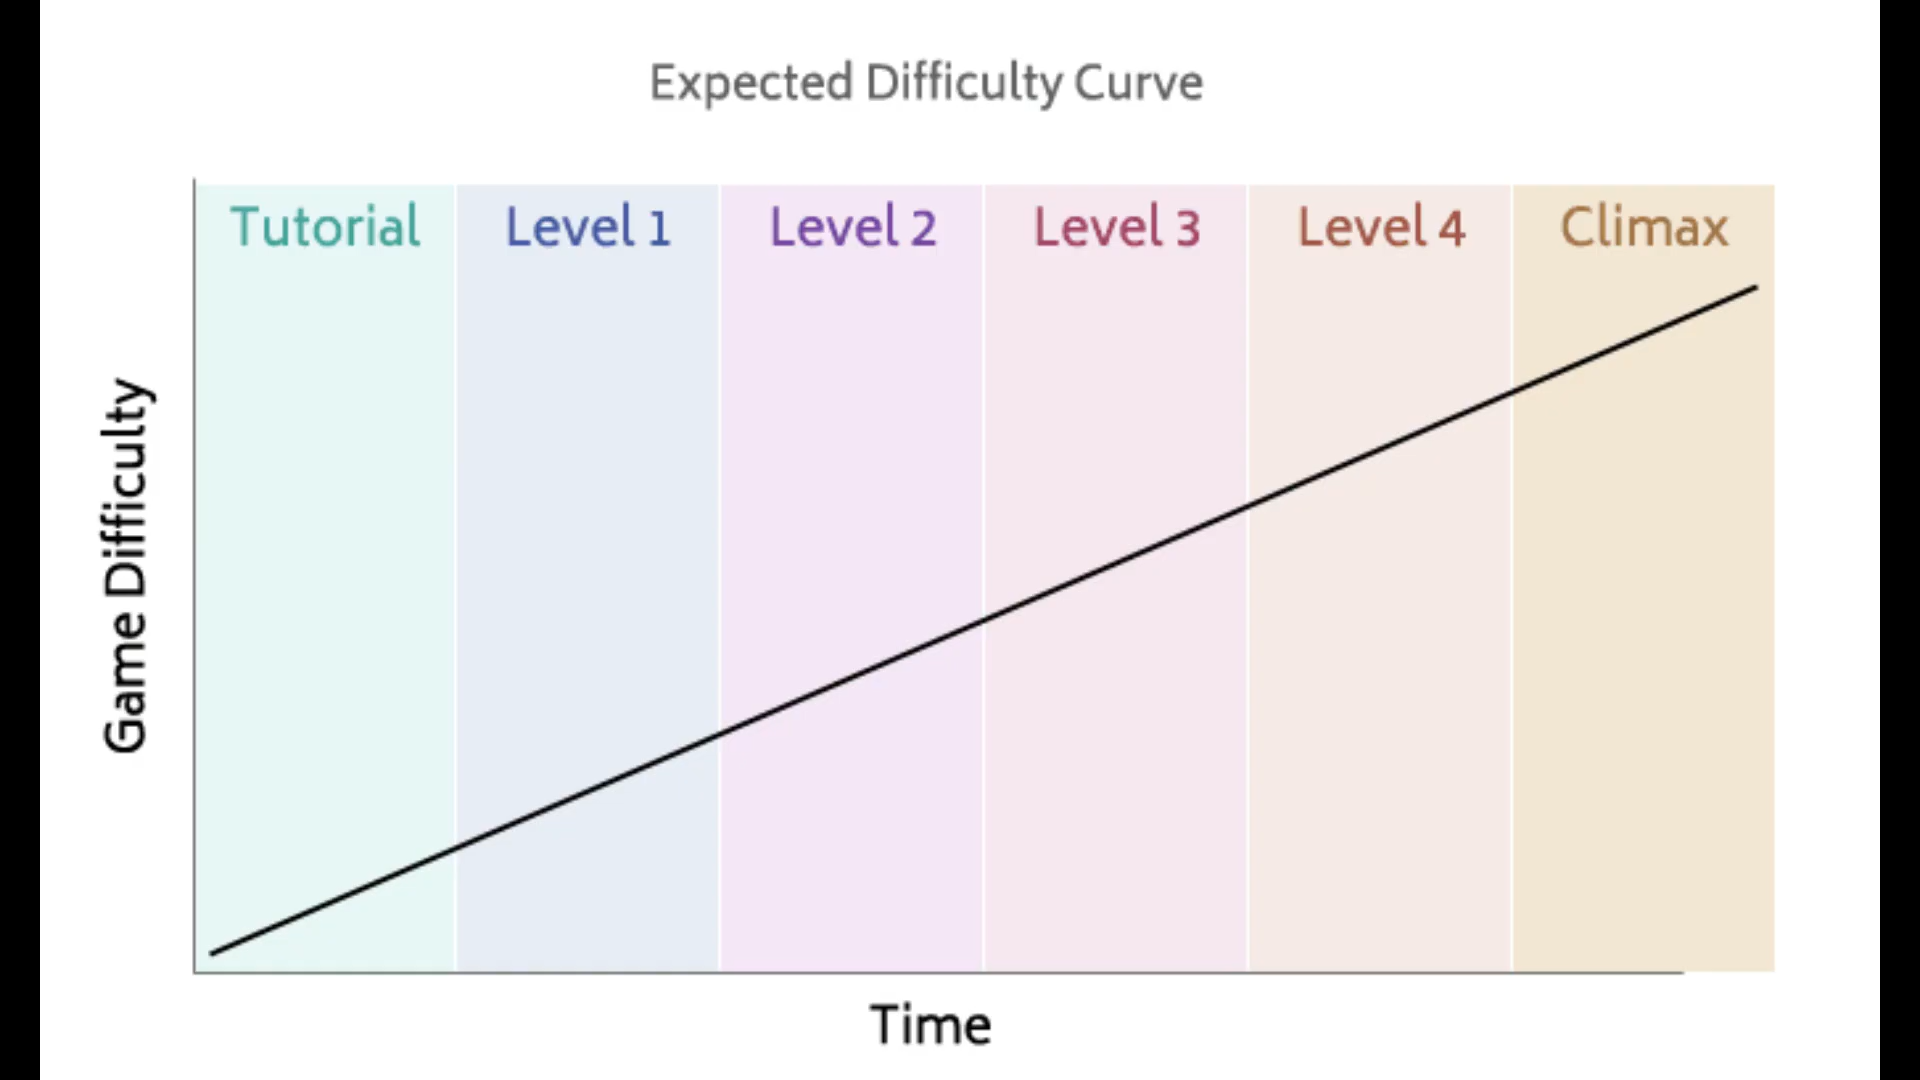 Expected Difficulty Curve
Tutorial
Level 1
Level 2
Level 3
Level 4
Climax
Game Difficulty
Time